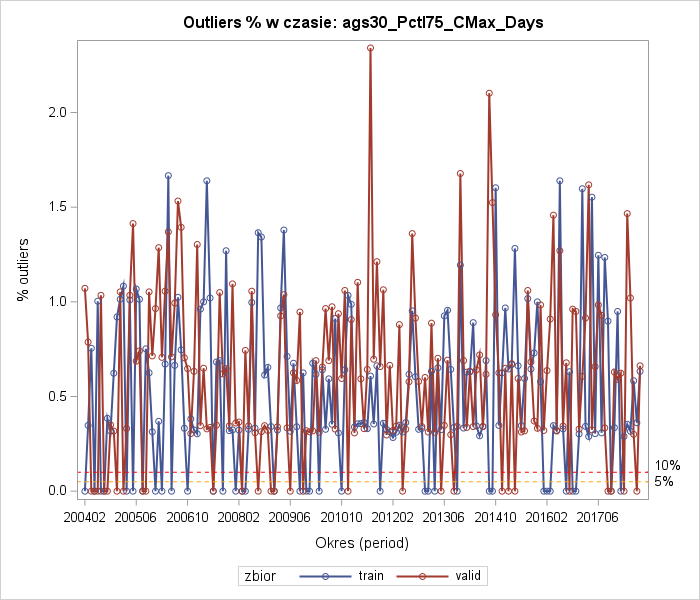 Outliers % w czasie: ags30_Pctl75_CMax_Days
% outliers
2.0
1.5
1.0
0.5
0.0
10%
5%
200402 200506 200610 200802 200906 201010 201202 201306 201410 201602 201706
Okres (period)
zbior train valid